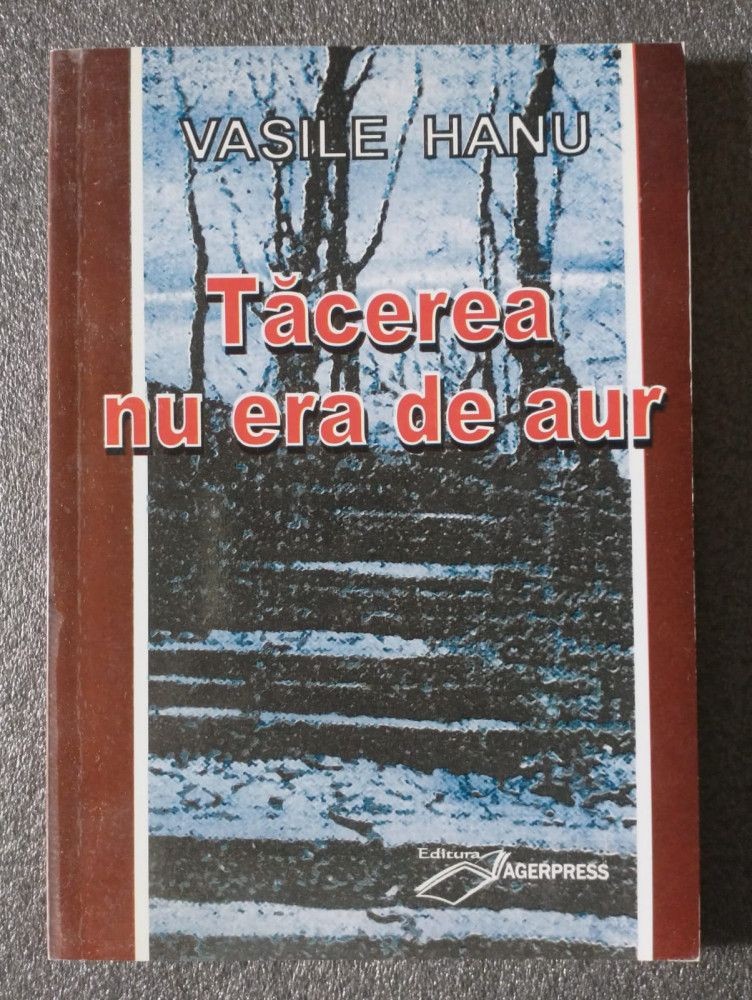 VASILE HANU
Tăcerea
nu era de aur
Editura
AGERPRESS